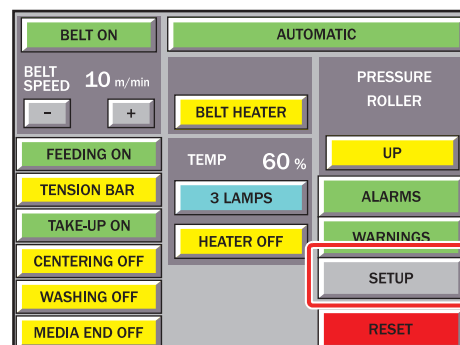 BELT ON
AUTOMATIC
BELT
SPEED
10 m/min
-
+
BELT HEATER
PRESSURE
ROLLER
FEEDING ON
TEMP 60 %
UP
TENSION BAR
3 LAMPS
ALARMS
TAKE-UP ON
HEATER OFF
WARNINGS
CENTERING OFF
SETUP
WASHING OFF
MEDIA END OFF
RESET